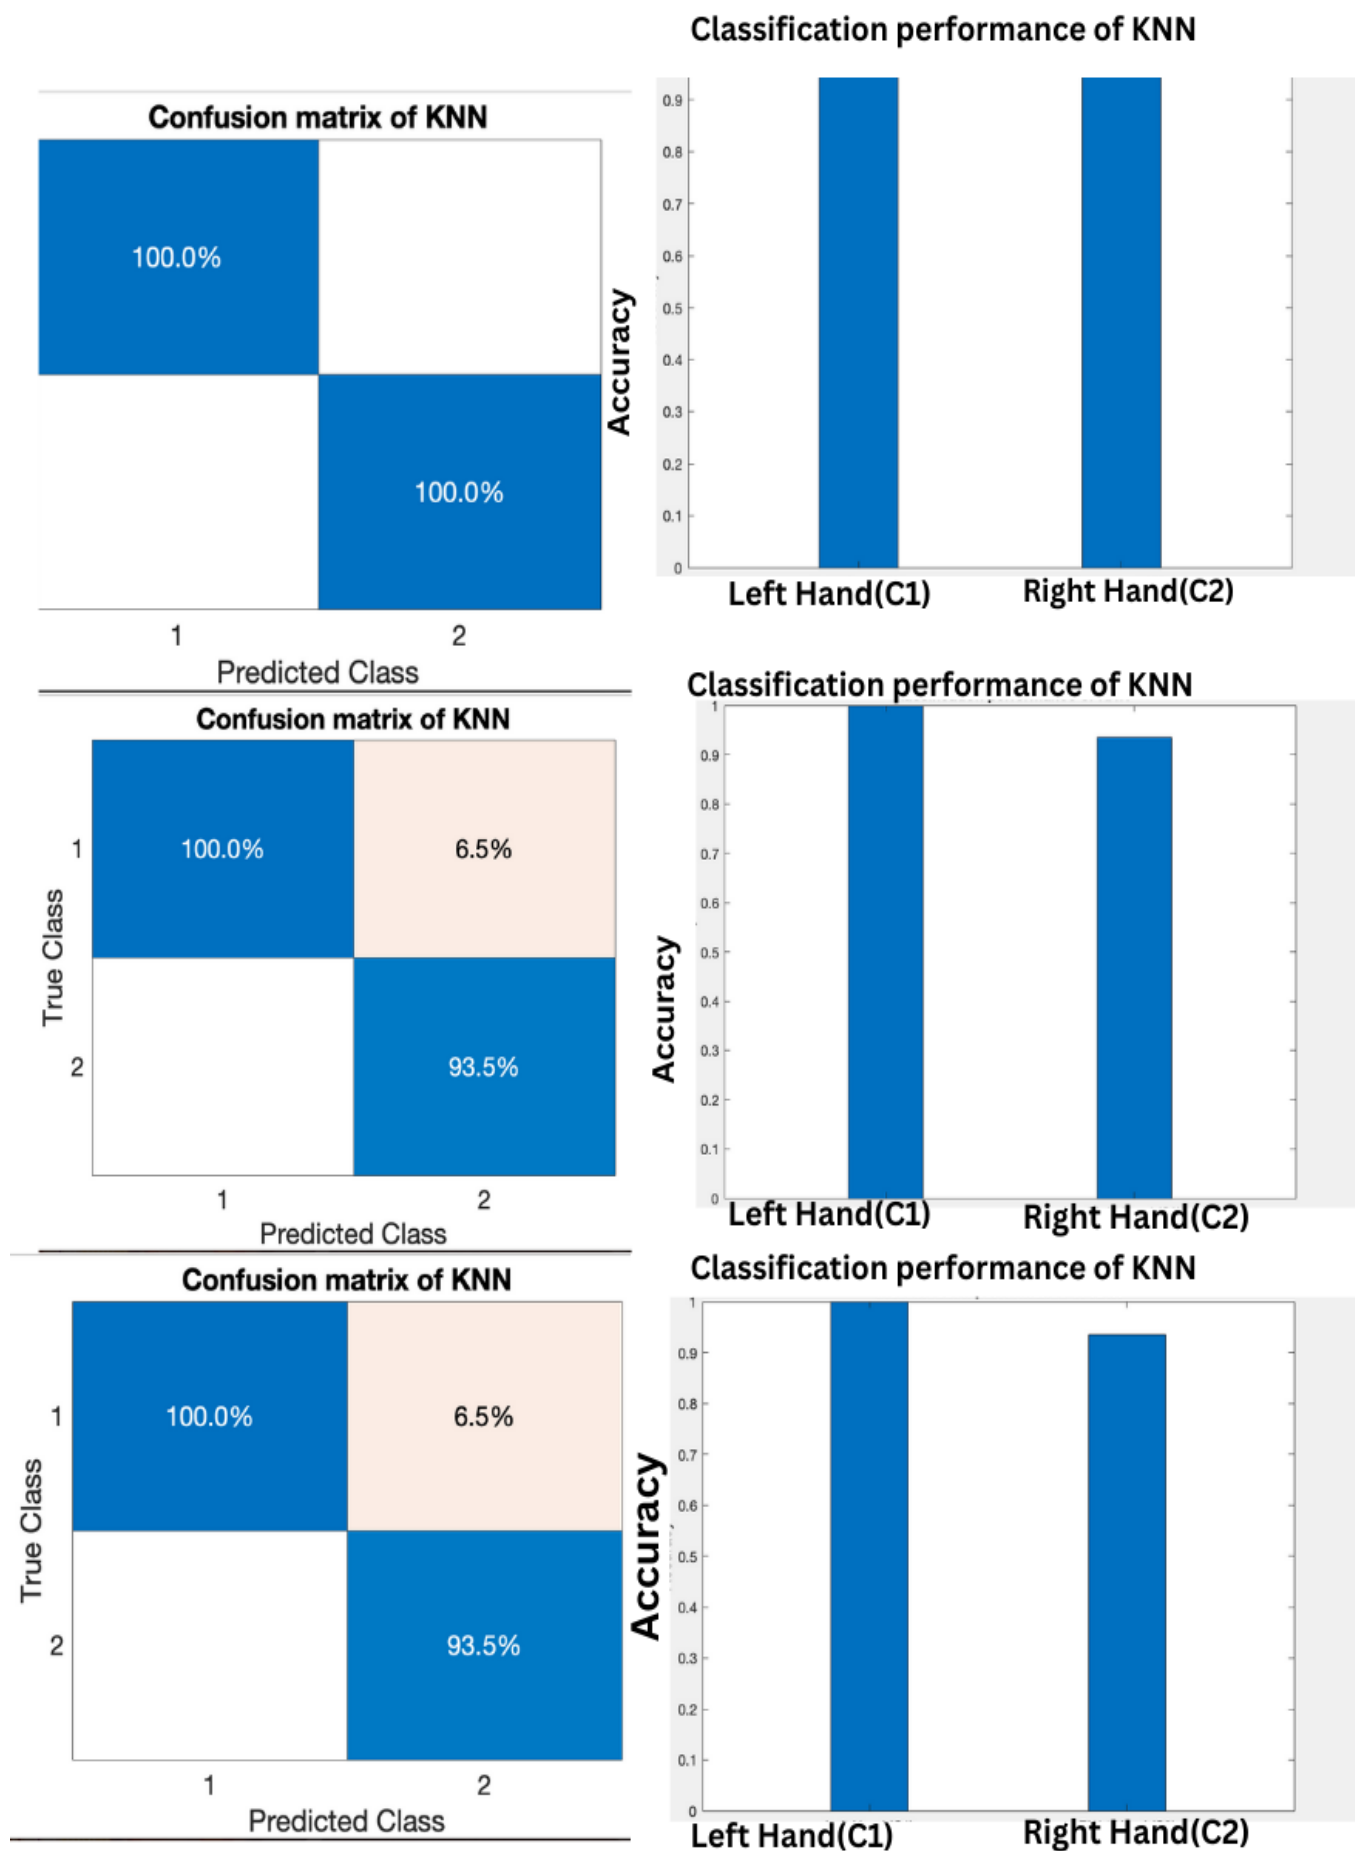 Classification performance of KNN
Confusion matrix of KNN
100.0%
100.0%
1
2
Predicted Class
Accuracy
0.9
0.8
0.7
0.6
0.5
0.4
0.3
0.2
0.1
0
Left Hand(C1)
Right Hand(C2)
Classification performance of KNN
Confusion matrix of KNN
True Class
1
100.0%
6.5%
2
93.5%
1
2
Predicted Class
Accuracy
1
0.9
0.8
0.7
0.6
0.5
0.4
0.3
0.2
0.1
0
Left Hand(C1)
Right Hand(C2)
Classification performance of KNN
Confusion matrix of KNN
True Class
1
100.0%
6.5%
2
93.5%
1
2
Predicted Class
Accuracy
1
0.9
0.8
0.7
0.6
0.5
0.4
0.3
0.2
0.1
0
Left Hand(C1)
Right Hand(C2)